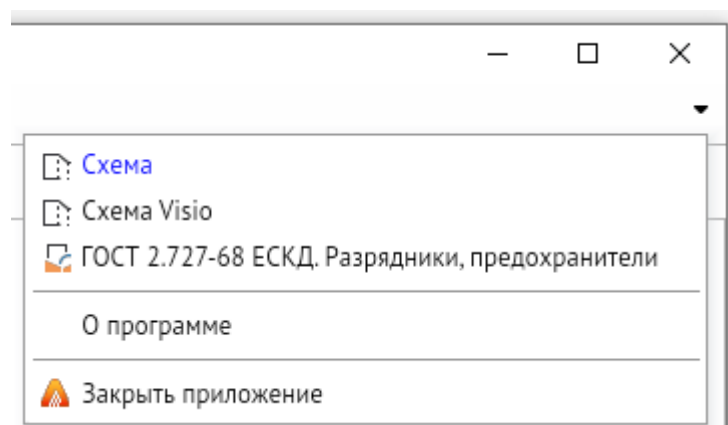 Схема
Схема Visio
ГОСТ 2.727-68 ЕСКД. Разрядники, предохранители
О программе
Закрыть приложение